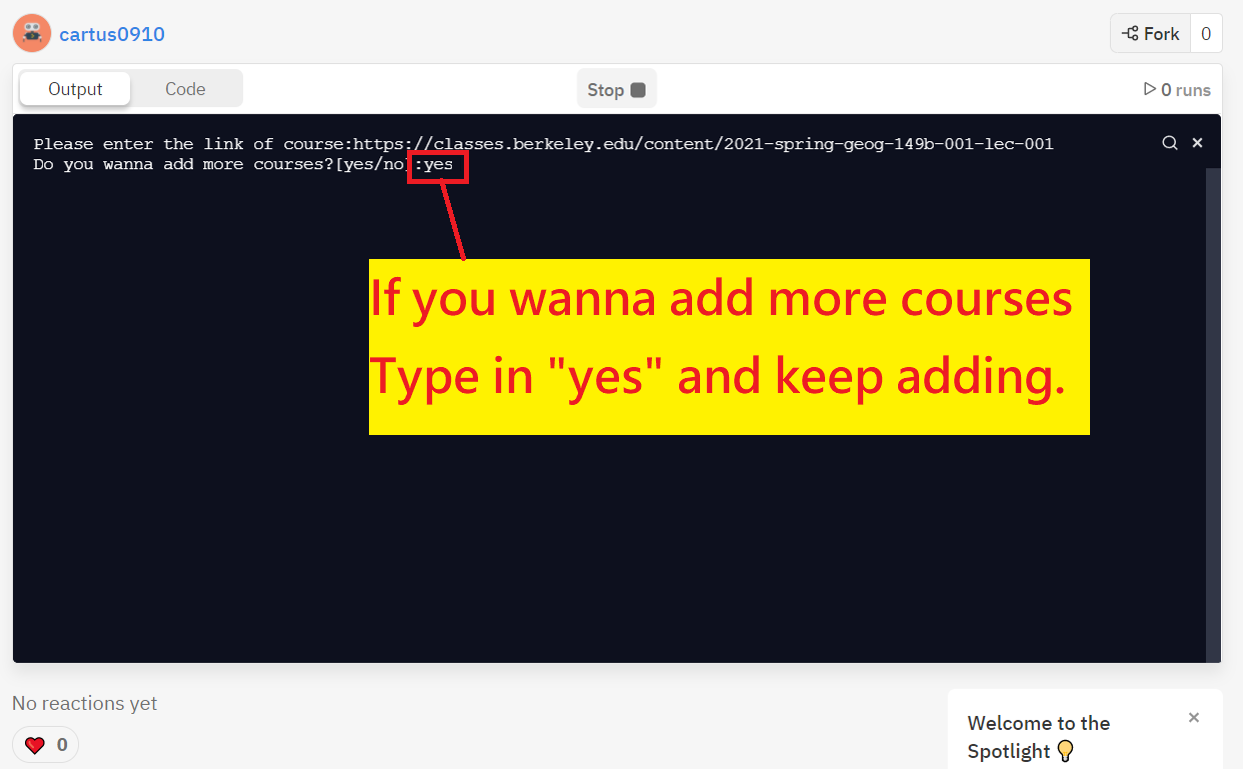 cartus0910
Fork 0
Output Code Stop 0 runs
Please enter the link of course:https://classes.berkeley.edu/content/2021-spring-geog-149b-001-lec-001
Do you wanna add more courses?[yes/no]:yes
If you wanna add more courses
Type in "yes" and keep adding.
No reactions yet
0
Welcome to the
Spotlight